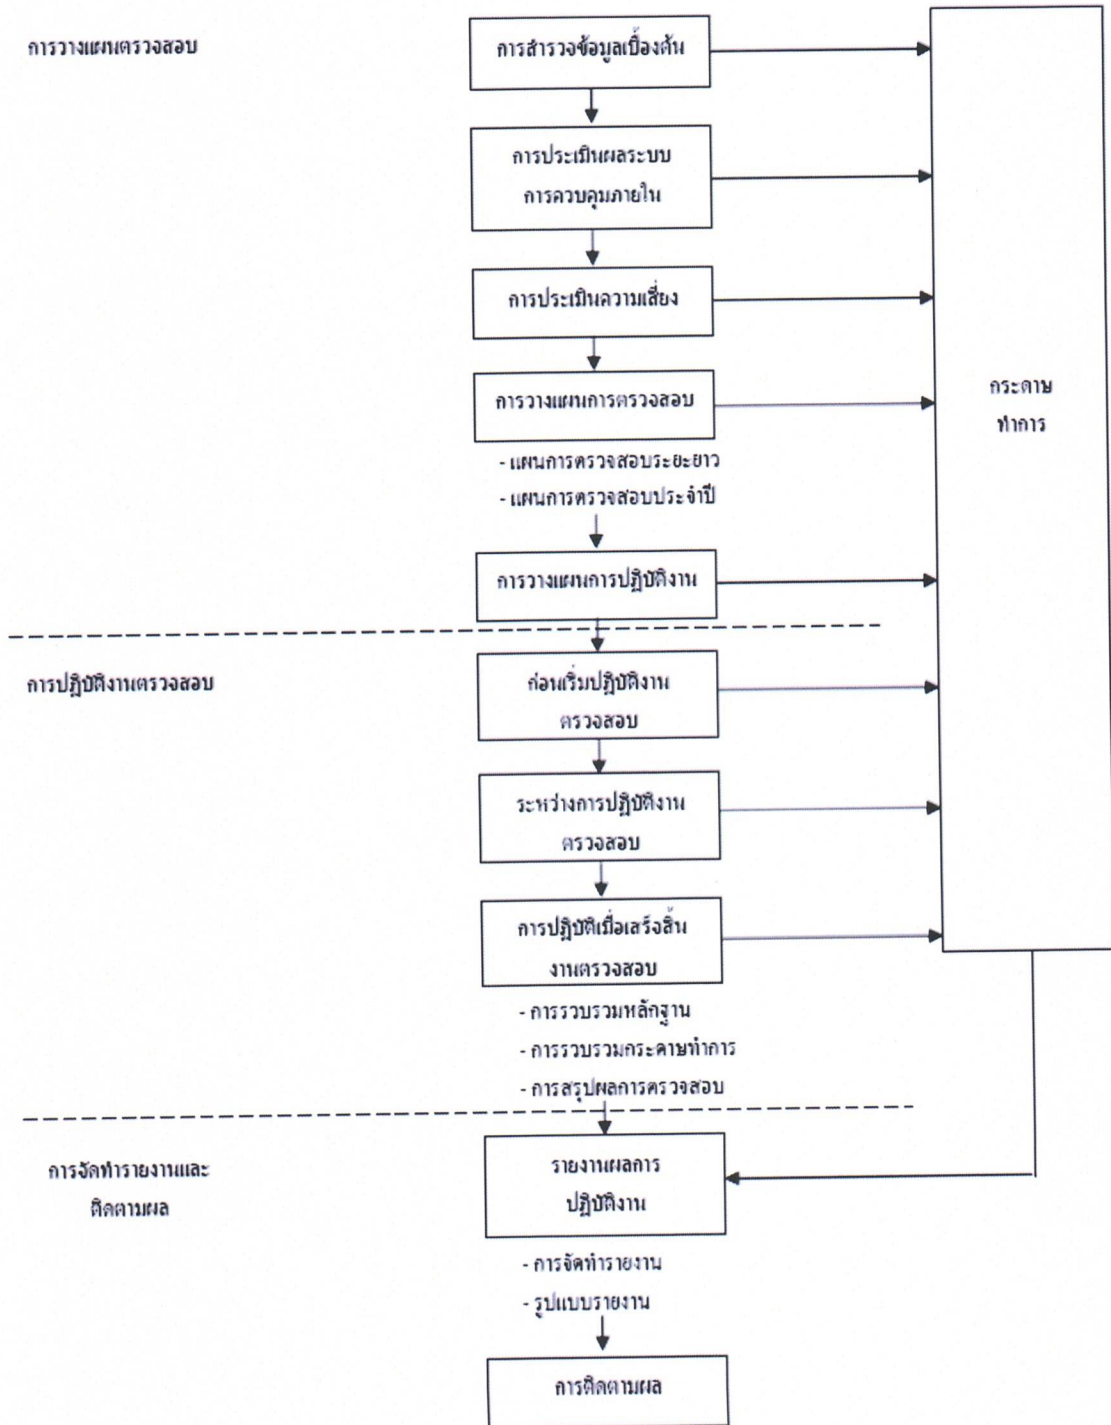 การวางแผนตรวจสอบ
การสำรวจข้อมูลเบื้องต้น
การประเมินผลระบบ
การควบคุมภายใน
การประเมินความเสี่ยง
การวางแผนการตรวจสอบ
- แผนการตรวจสอบระยะยาว
- แผนการตรวจสอบประจำปี
การวางแผนการปฏิบัติงาน
กระดาษ
ทำการ
การปฏิบัติงานตรวจสอบ
ก่อนเริ่มปฏิบัติงาน
ตรวจสอบ
ระหว่างการปฏิบัติงาน
ตรวจสอบ
การปฏิบัติเมื่อเสร็จสิ้น
งานตรวจสอบ
- การรวบรวมหลักฐาน
- การรวบรวมกระดาษทำการ
- การสรุปผลการตรวจสอบ
การจัดทำรายงานและ
ติดตามผล
รายงานผลการ
ปฏิบัติงาน
- การจัดทำรายงาน
- รูปแบบรายงาน
การติดตามผล